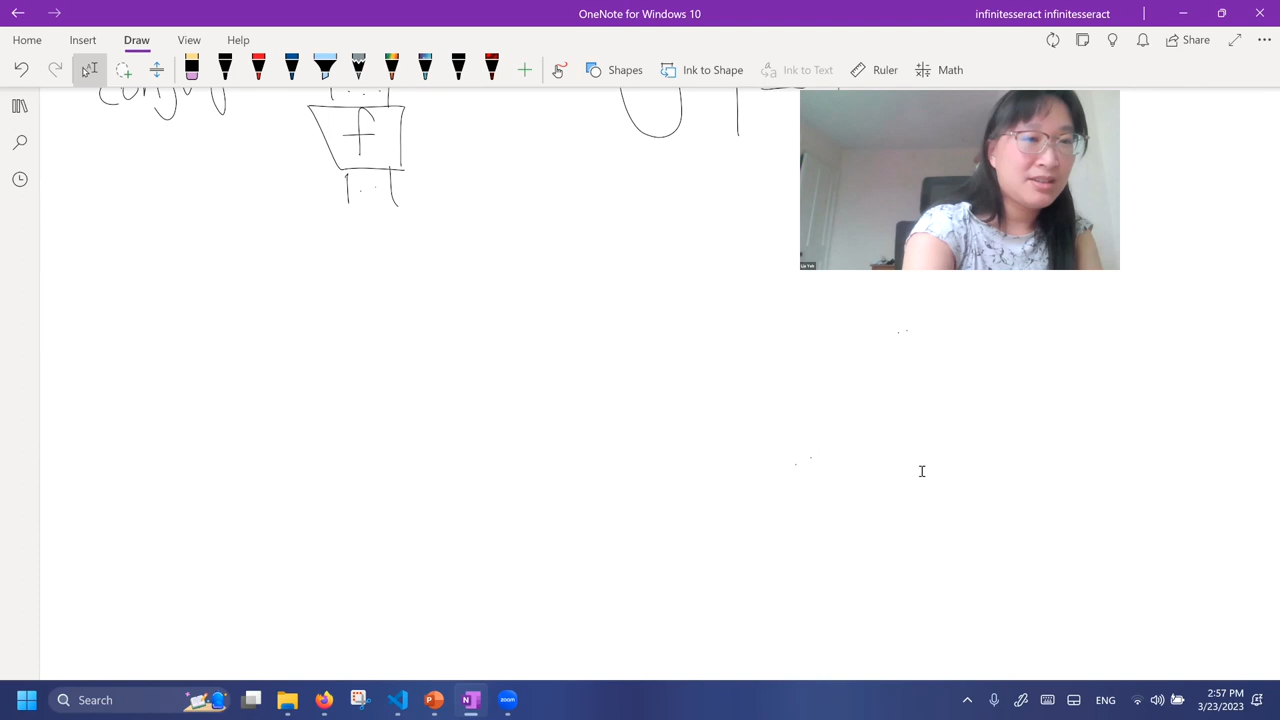 OneNote for Windows 10
infinitesseract infinitesseract
Home
Insert
Draw
View
Help
Share
Shapes
Ink to Shape
Ink to Text
Ruler
Math
f
Search
zoom
ENG
2:57 PM
3/23/2023